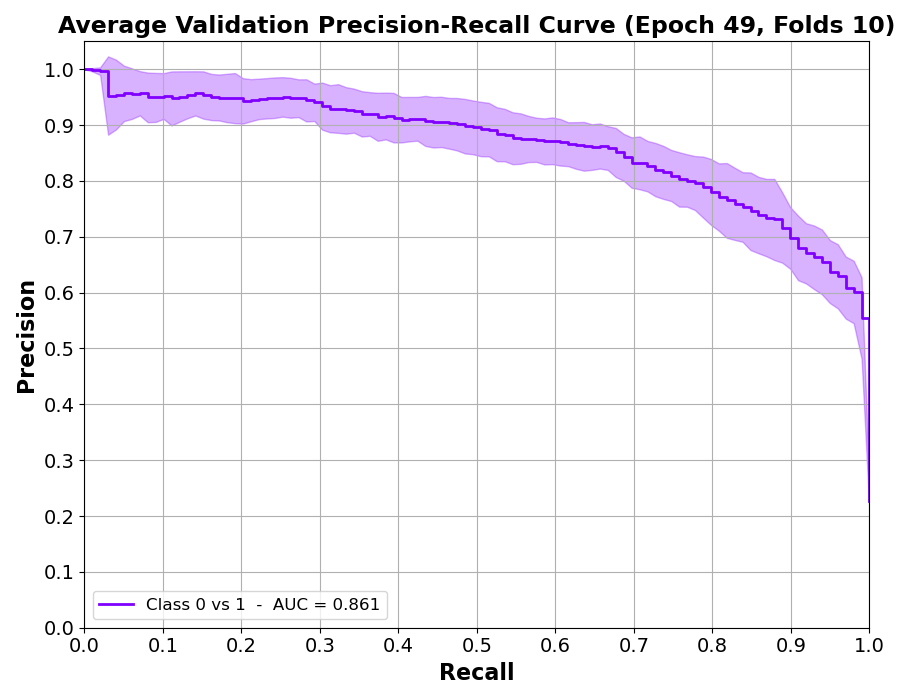 Average Validation Precision-Recall Curve (Epoch 49, Folds 10)
Precision
1.0
0.9
0.8
0.7
0.6
0.5
0.4
0.3
0.2
0.1
0.0
Class 0 vs 1 - AUC = 0.861
0.0 0.1 0.2 0.3 0.4 0.5 0.6 0.7 0.8 0.9 1.0
Recall